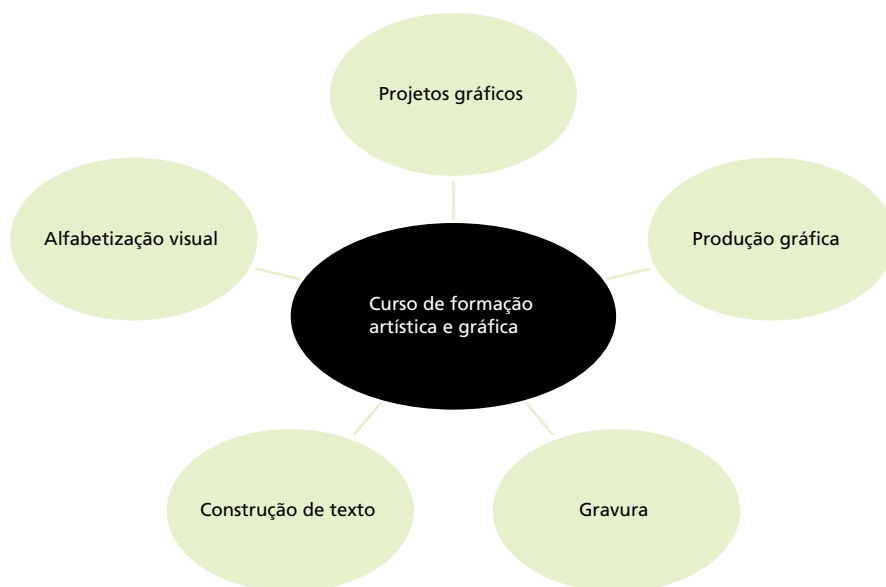 Projetos gráficos
Alfabetização visual
Produção gráfica
Curso de formação
artística e gráfica
Construção de texto
Gravura